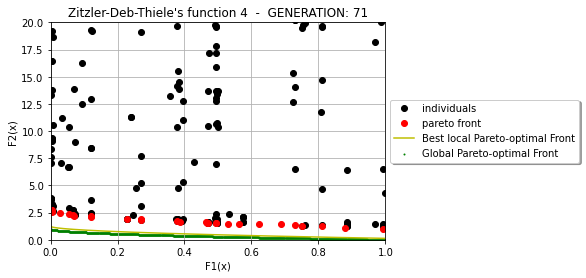 Zitzler-Deb-Thiele's function 4 - GENERATION: 71
F2(x)
20.0
17.5
15.0
12.5
10.0
7.5
5.0
2.5
0.0
0.0 0.2 0.4 0.6 0.8 1.0
F1(x)
individuals
pareto front
Best local Pareto-optimal Front
Global Pareto-optimal Front